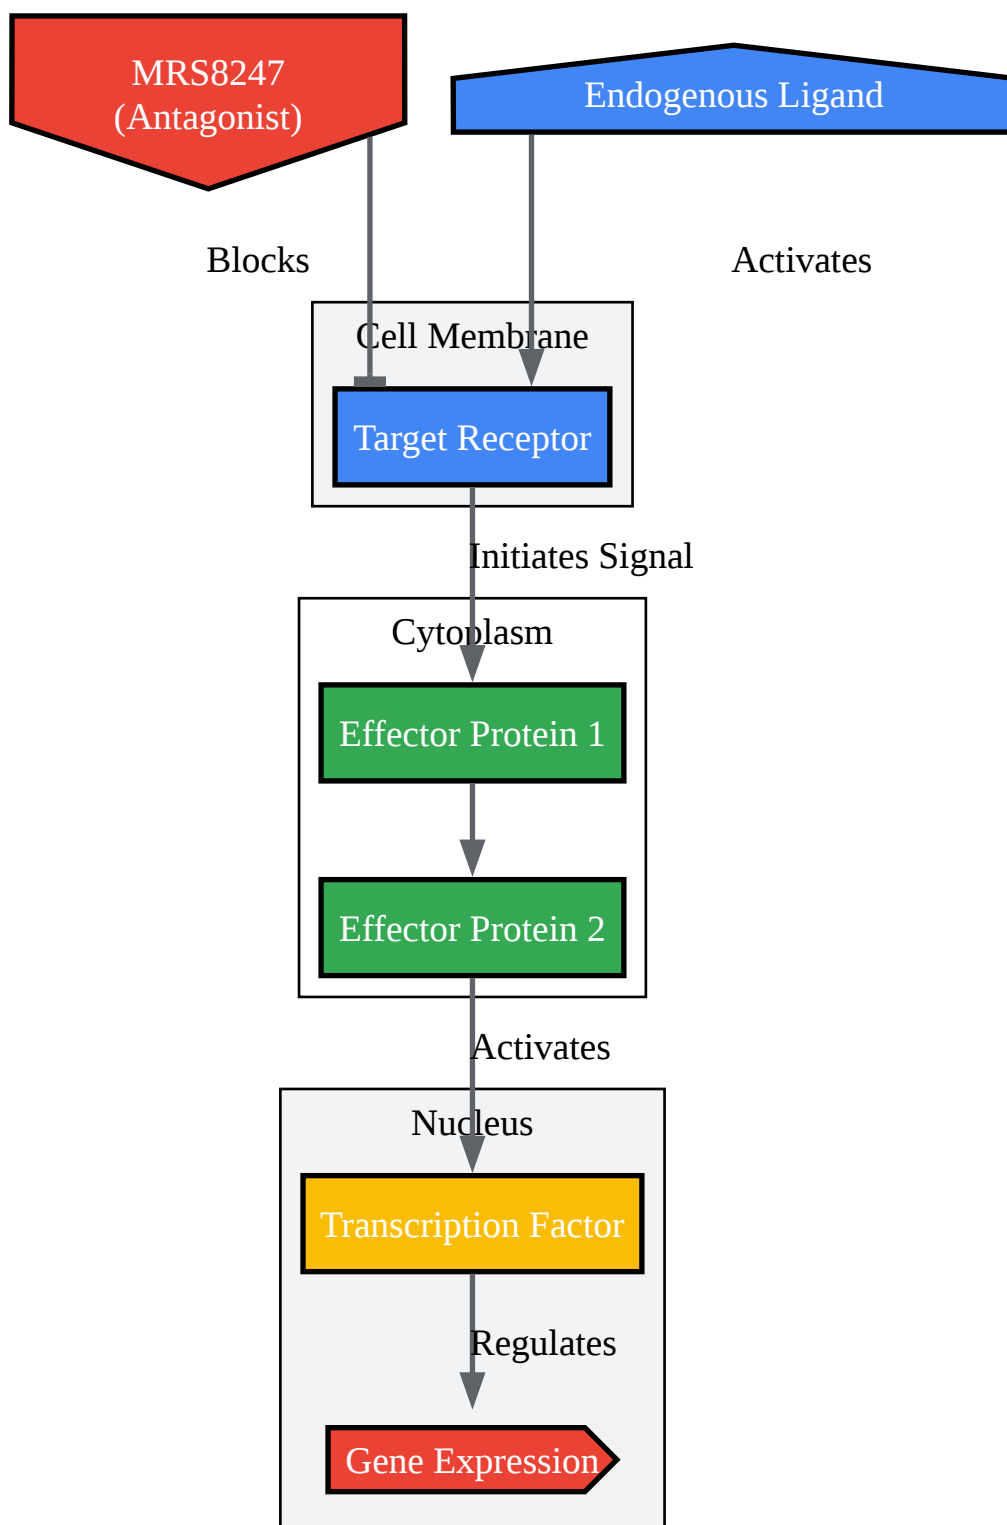 MRS8247
(Antagonist)
Endogenous Ligand
Blocks
Activates
Cell Membrane
Target Receptor
Initiates Signal
Cytoplasm
Effector Protein 1
Effector Protein 2
Activates
Nucleus
Transcription Factor
Regulates
Gene Expression